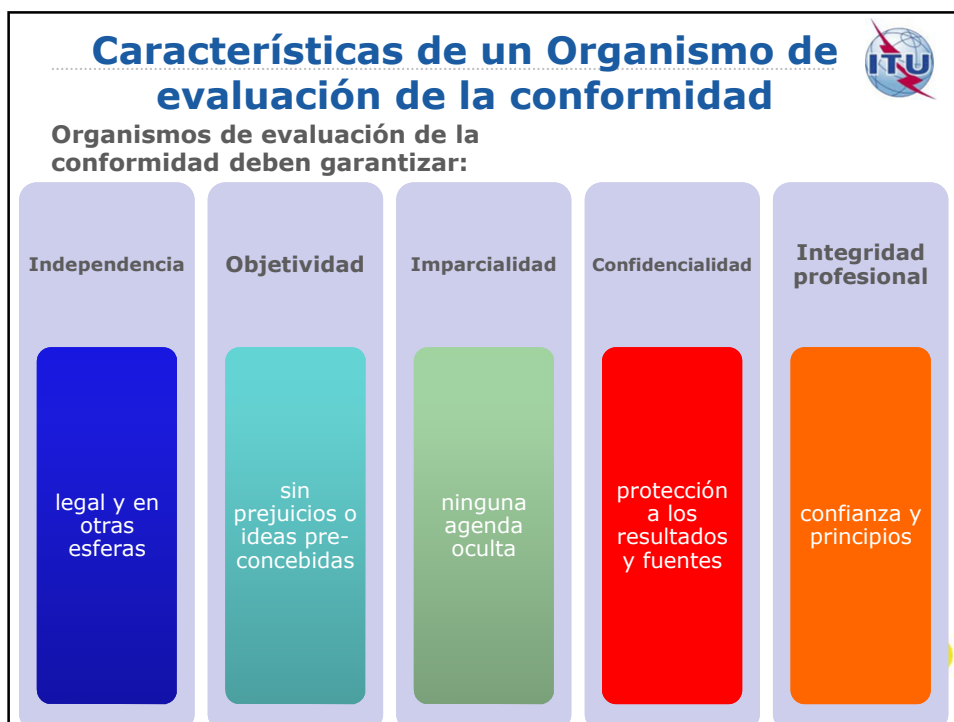 Características de un Organismo de
evaluación de la conformidad
ITU
Organismos de evaluación de la
conformidad deben garantizar:
Independencia
legal y en
otras
esferas
Objetividad
sin
prejuicios o
ideas pre-
concebidas
Imparcialidad
ninguna
agenda
oculta
Confidencialidad
protección
a los
resultados
y fuentes
Integridad
profesional
confianza y
principios